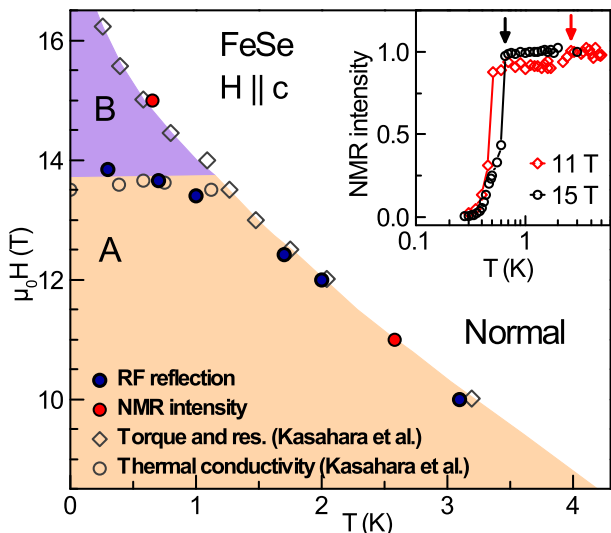 16
14
12
10
μ₀H (T)
0
1
2
3
4
T (K)
FeSe
H || c
B
A
Normal
RF reflection
NMR intensity
Torque and res. (Kasahara et al.)
Thermal conductivity (Kasahara et al.)
NMR intensity
1.0
0.5
0.0
0.1
1
T (K)
11 T
15 T